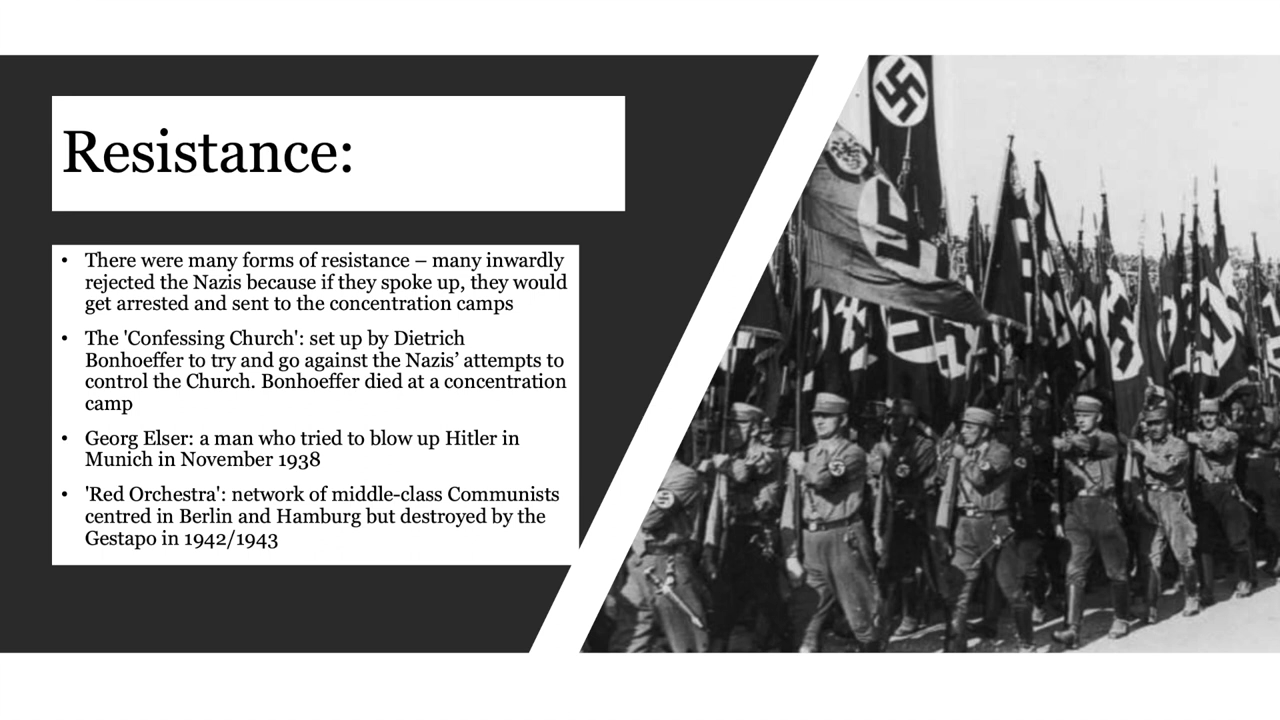 Resistance:
• There were many forms of resistance – many inwardly
rejected the Nazis because if they spoke up, they would
get arrested and sent to the concentration camps
• The 'Confessing Church': set up by Dietrich
Bonhoeffer to try and go against the Nazis’ attempts to
control the Church. Bonhoeffer died at a concentration
camp
• Georg Elser: a man who tried to blow up Hitler in
Munich in November 1938
• 'Red Orchestra': network of middle-class Communists
centred in Berlin and Hamburg but destroyed by the
Gestapo in 1942/1943